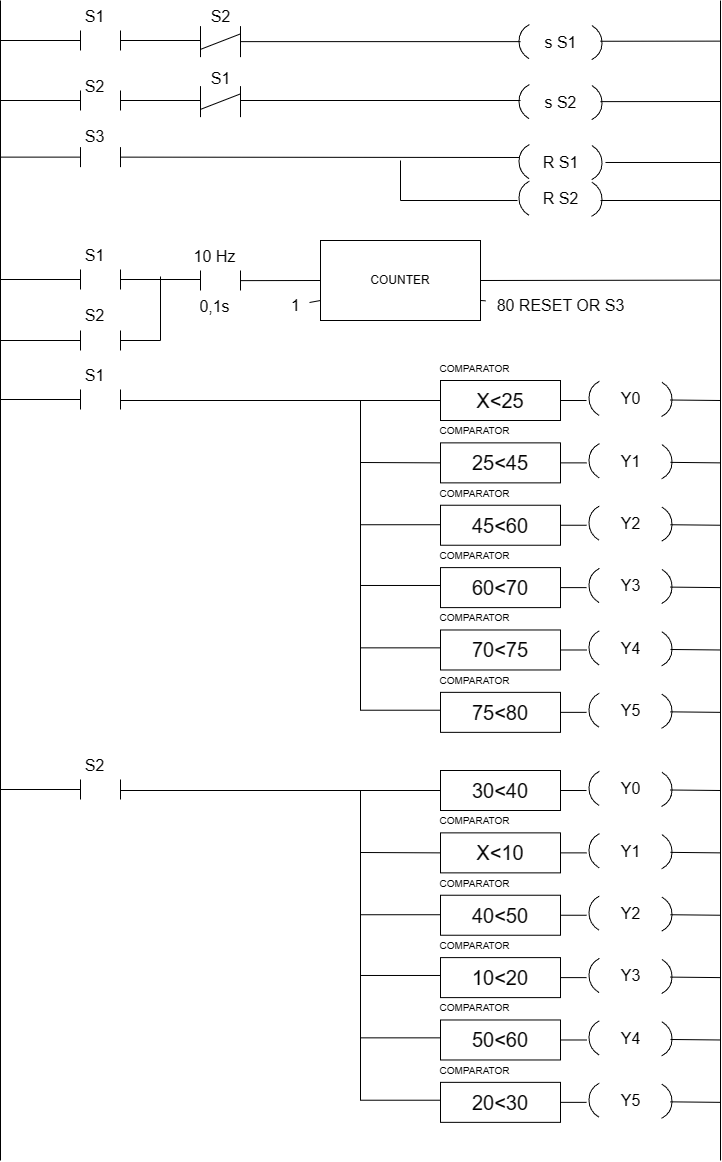 S1
S2
s S1
S2
S1
s S2
S3
R S1
R S2
S1
10 Hz
COUNTER
0,1s
1
80 RESET OR S3
S2
S1
COMPARATOR
X<25
Y0
COMPARATOR
25<45
Y1
COMPARATOR
45<60
Y2
COMPARATOR
60<70
Y3
COMPARATOR
70<75
Y4
COMPARATOR
75<80
Y5
S2
30<40
Y0
COMPARATOR
X<10
Y1
COMPARATOR
40<50
Y2
COMPARATOR
10<20
Y3
COMPARATOR
50<60
Y4
COMPARATOR
20<30
Y5